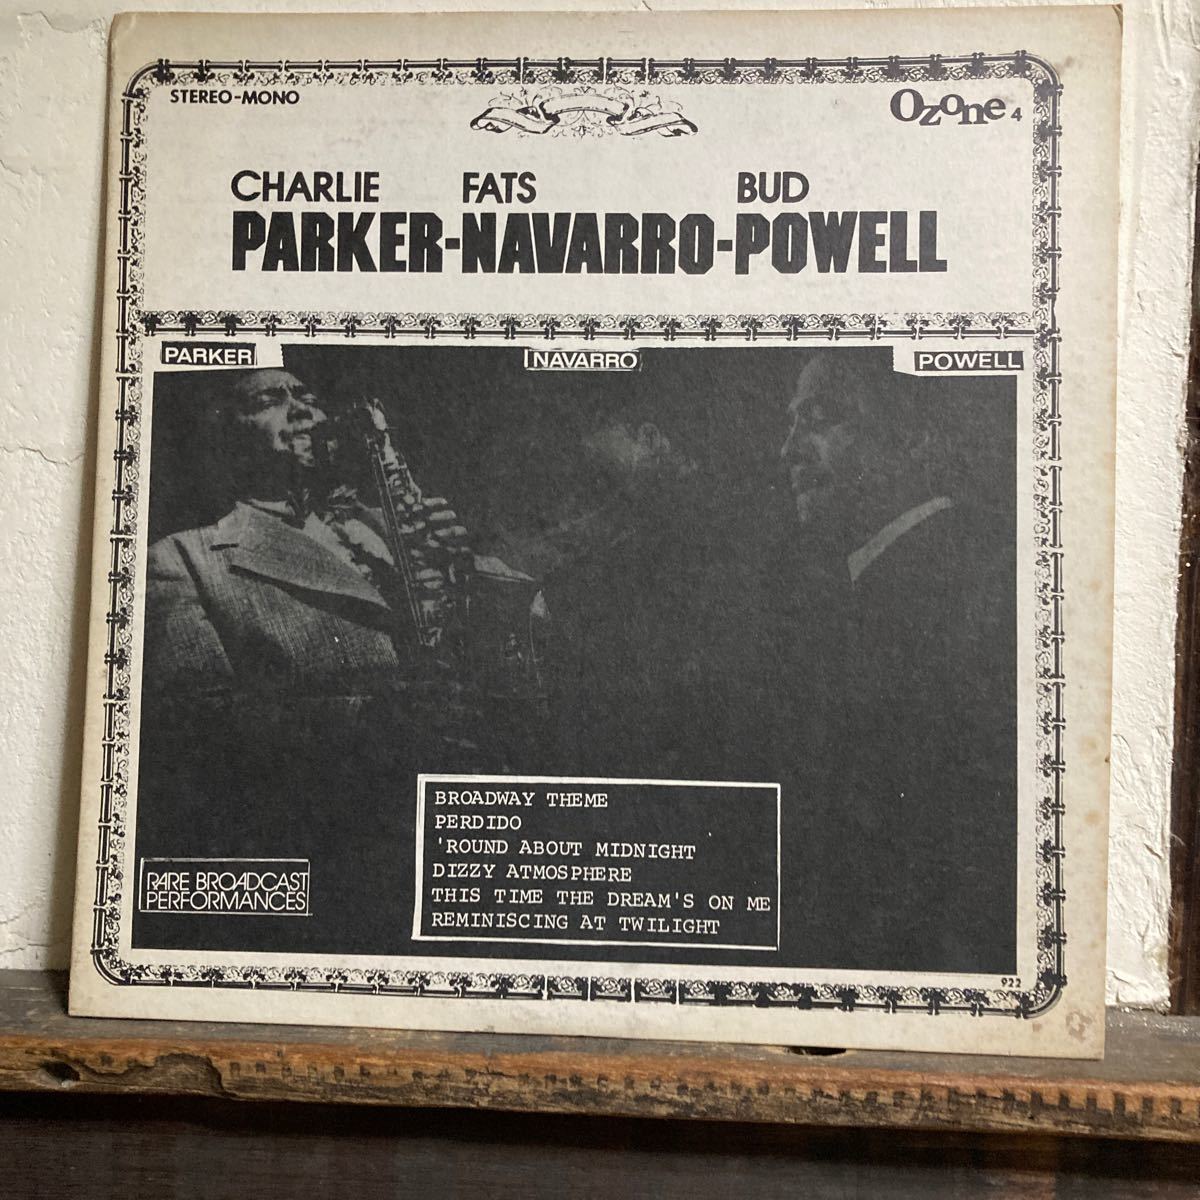 STEREO-MONO
Ozone 4
CHARLIE FATS BUD
PARKER-NAVARRO-POWELL
PARKER
NAVARRO
POWELL
BROADWAY THEME
PERDIDO
'ROUND ABOUT MIDNIGHT
DIZZY ATMOSPHERE
THIS TIME THE DREAM'S ON ME
REMINISCING AT TWILIGHT
RARE BROADCAST
PERFORMANCES
922